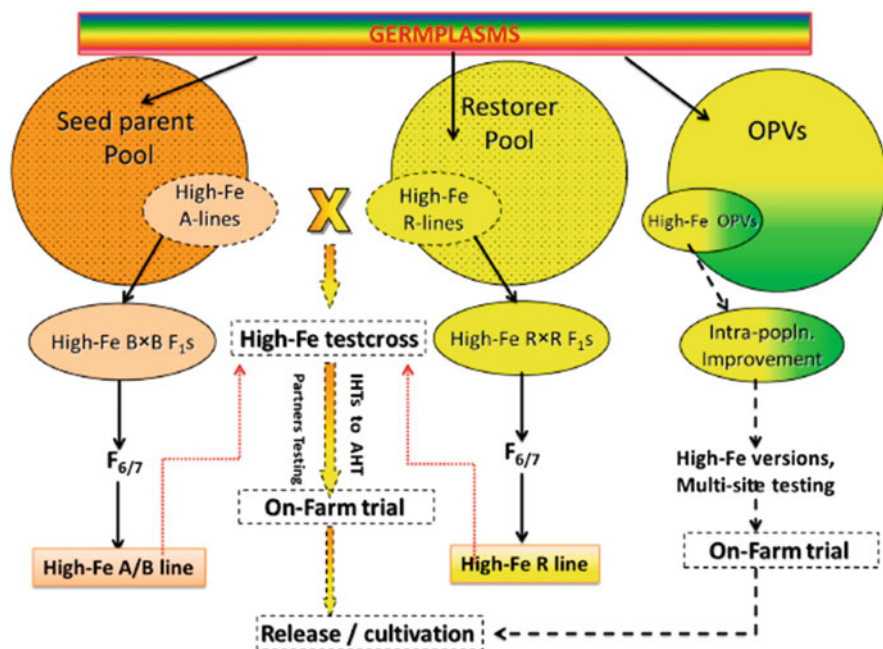 GERMPLASMS
Seed parent
Pool
High-Fe
A-lines
X
Restorer
Pool
High-Fe
R-lines
OPVs
High-Fe OPVs
High-Fe B×B F₁s
High-Fe testcross
High-Fe R×R F₁s
Intra-popln.
Improvement
IHTs to AHT
Partners Testing
F₆/₇
F₆/₇
High-Fe versions,
Multi-site testing
On-Farm trial
On-Farm trial
High-Fe A/B line
High-Fe R line
Release / cultivation